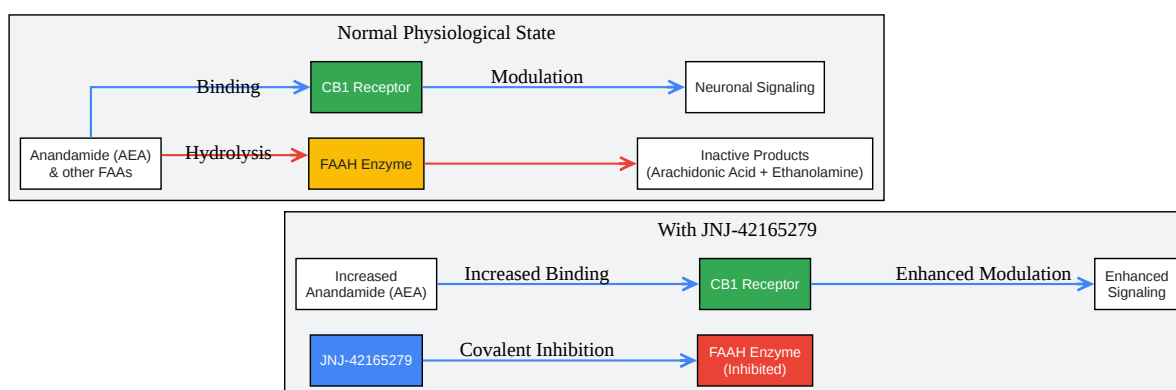 Normal Physiological State
Binding
CB1 Receptor
Modulation
Neuronal Signaling
Anandamide (AEA)
& other FAAs
Hydrolysis
FAAH Enzyme
Inactive Products
(Arachidonic Acid + Ethanolamine)
With JNJ-42165279
Increased
Anandamide (AEA)
Increased Binding
CB1 Receptor
Enhanced Modulation
Enhanced
Signaling
JNJ-42165279
Covalent Inhibition
FAAH Enzyme
(Inhibited)